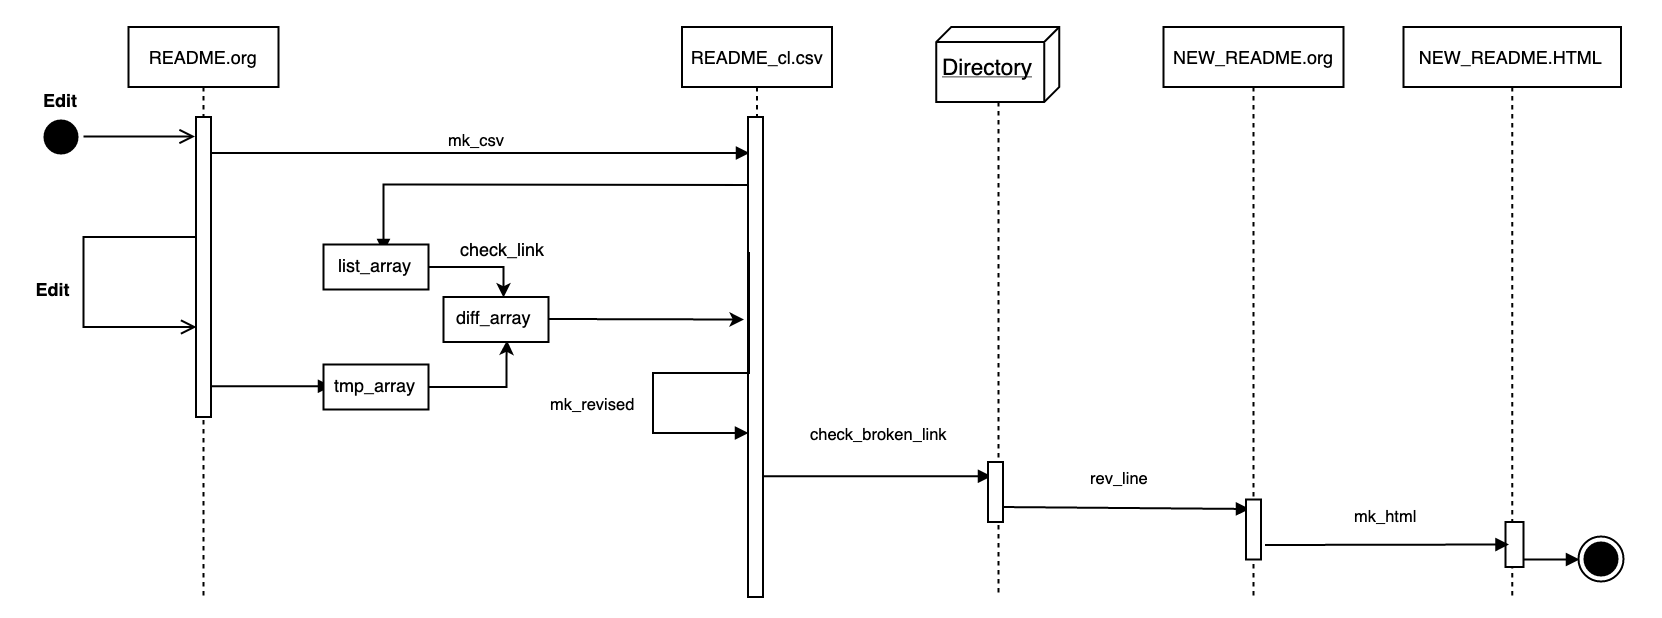 README.org
README_cl.csv
Directory
NEW_README.org
NEW_README.HTML
Edit
mk_csv
check_link
list_array
Edit
diff_array
tmp_array
mk_revised
check_broken_link
rev_line
mk_html